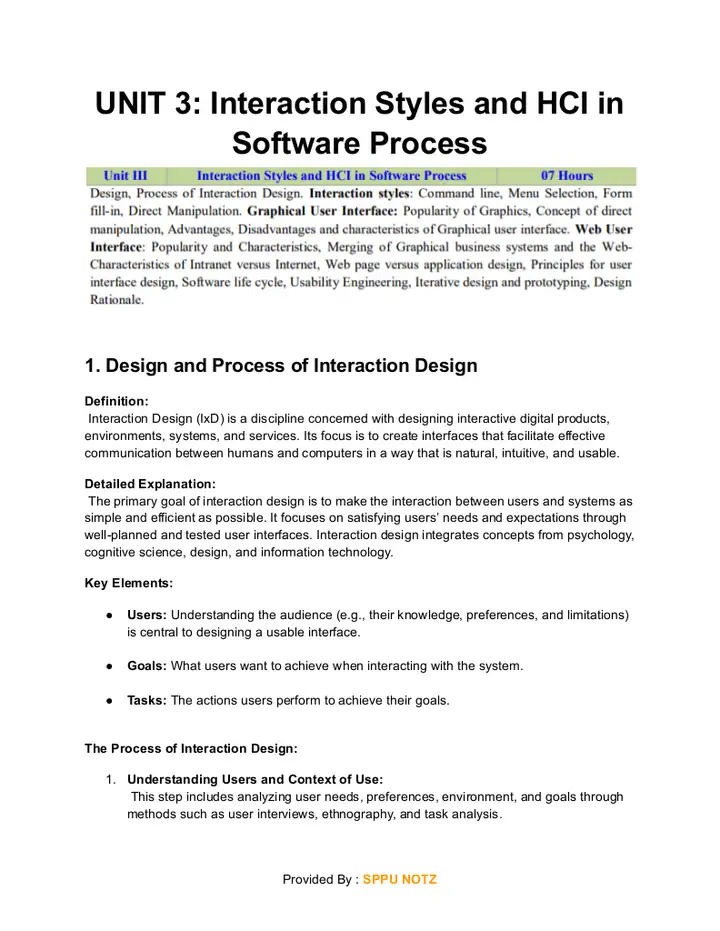 UNIT 3: Interaction Styles and HCI in
Software Process
Unit III Interaction Styles and HCI in Software Process 07 Hours
Design, Process of Interaction Design. Interaction styles: Command line, Menu Selection, Form
fill-in, Direct Manipulation. Graphical User Interface: Popularity of Graphics, Concept of direct
manipulation, Advantages, Disadvantages and characteristics of Graphical user interface. Web User
Interface: Popularity and Characteristics, Merging of Graphical business systems and the Web-
Characteristics of Intranet versus Internet, Web page versus application design, Principles for user
interface design, Software life cycle, Usability Engineering, Iterative design and prototyping, Design
Rationale.
1. Design and Process of Interaction Design
Definition:
Interaction Design (IxD) is a discipline concerned with designing interactive digital products,
environments, systems, and services. Its focus is to create interfaces that facilitate effective
communication between humans and computers in a way that is natural, intuitive, and usable.
Detailed Explanation:
The primary goal of interaction design is to make the interaction between users and systems as
simple and efficient as possible. It focuses on satisfying users’ needs and expectations through
well-planned and tested user interfaces. Interaction design integrates concepts from psychology,
cognitive science, design, and information technology.
Key Elements:
● Users: Understanding the audience (e.g., their knowledge, preferences, and limitations)
is central to designing a usable interface.
● Goals: What users want to achieve when interacting with the system.
● Tasks: The actions users perform to achieve their goals.
The Process of Interaction Design:
1. Understanding Users and Context of Use:
This step includes analyzing user needs, preferences, environment, and goals through
methods such as user interviews, ethnography, and task analysis.
Provided By : SPPU NOTZ